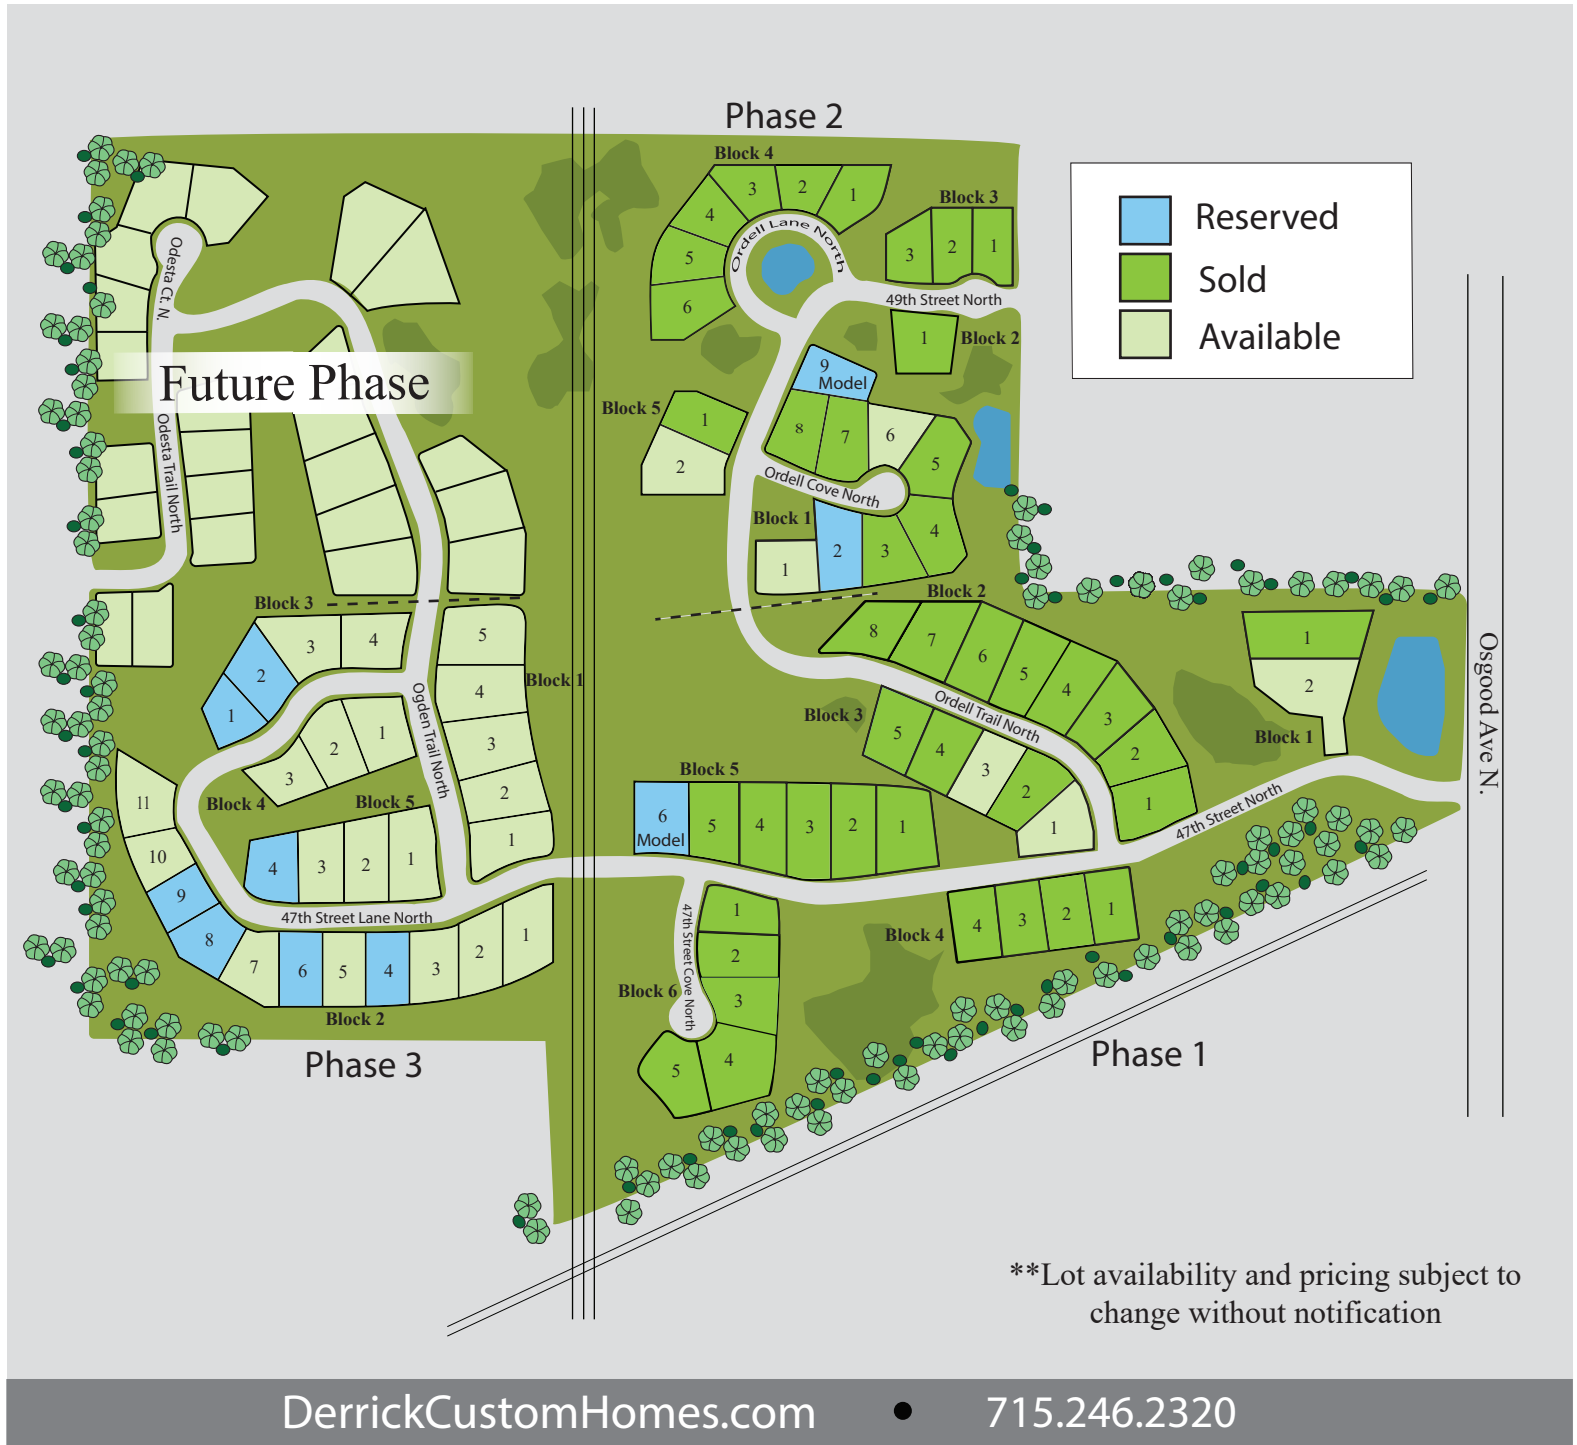 Phase 2
Block 4
3
2
1
4
5
6
Ordell Lane North
Block 3
3
2
1
49th Street North
1
Block 2
Reserved
Sold
Available
Odesta Ct. N.
Future Phase
Odesta Trail North
9
Model
8
7
6
5
4
3
2
1
Ordell Cove North
Block 1
Block 5
1
2
Block 3
1
2
3
4
5
4
3
2
1
Block 1
Ogden Trail North
1
2
3
Block 4
Block 5
4
3
2
1
47th Street Lane North
11
10
9
8
7
6
5
4
3
2
1
Block 2
Phase 3
Block 2
8
7
6
5
4
3
2
1
Ordell Trail North
Block 3
5
4
3
2
1
1
2
Block 1
Osgood Ave N.
47th Street North
Block 5
6
Model
5
4
3
2
1
47th Street Cove North
Block 6
1
2
3
4
5
Block 4
4
3
2
1
Phase 1
**Lot availability and pricing subject to
change without notification
DerrickCustomHomes.com • 715.246.2320